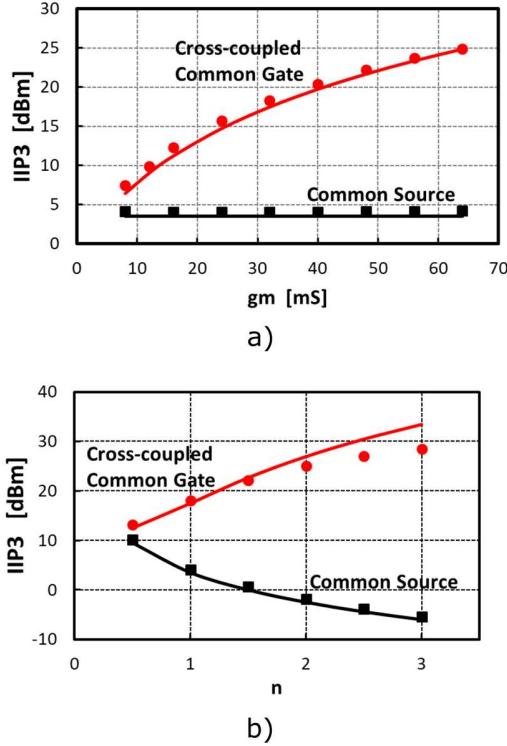 30
25
20
15
10
5
0
IIP3 [dBm]
Cross-coupled
Common Gate
Common Source
0 10 20 30 40 50 60 70
gm [mS]
a)
40
30
20
10
0
-10
IIP3 [dBm]
Cross-coupled
Common Gate
Common Source
0 1 2 3
n
b)